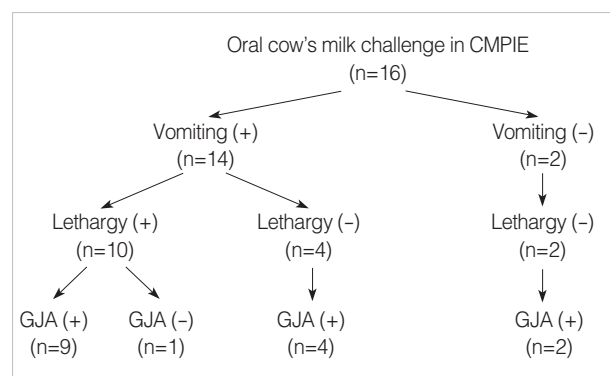 Oral cow's milk challenge in CMPIE
(n=16)
Vomiting (+)
(n=14)
Vomiting (–)
(n=2)
Lethargy (+)
(n=10)
Lethargy (–)
(n=4)
Lethargy (–)
(n=2)
GJA (+)
(n=9)
GJA (–)
(n=1)
GJA (+)
(n=4)
GJA (+)
(n=2)